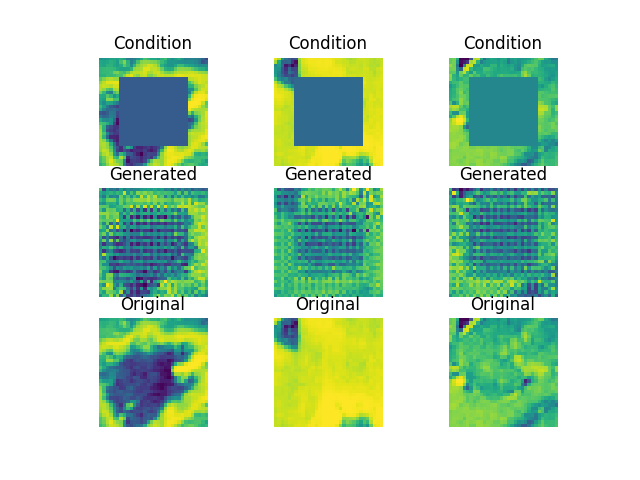 Condition Condition Condition
Generated Generated Generated
Original Original Original